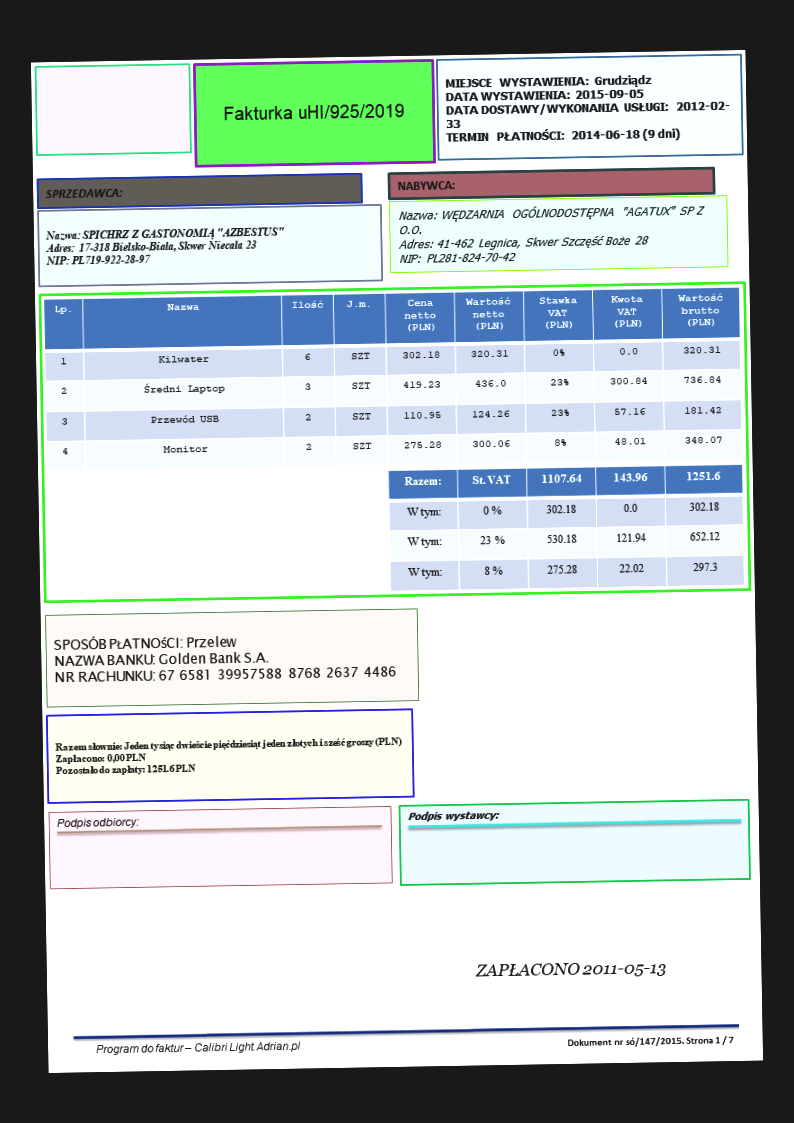 Fakturka uHI/925/2019
MIEJSCE WYSTAWIENIA: Grudziądz
DATA WYSTAWIENIA: 2015-09-05
DATA DOSTAWY/WYKONANIA USŁUGI: 2012-02-
33
TERMIN PŁATNOŚCI: 2014-06-18 (9 dni)
SPRZEDAWCA:
Nazwa: SPICHRZ Z GASTONOMIĄ "AZBESTUS"
Adres: 17-318 Bielsko-Biała, Skwer Niecała 23
NIP: PL719-922-28-97
NABYWCA:
Nazwa: WĘDZARNIA OGÓLNODOSTĘPNA "AGATUX" SP Z
O.O.
Adres: 41-462 Legnica, Skwer Szczęść Boże 28
NIP: PL281-824-70-42
Lp. Nazwa Ilość J.m. Cena netto (PLN) Wartość netto (PLN) Stawka VAT (PLN) Kwota VAT (PLN) Wartość brutto (PLN)
1 Kilwater 6 SZT 302.18 320.31 0% 0.0 320.31
2 Średni Laptop 3 SZT 419.23 436.0 23% 300.84 736.84
3 Przewód USB 2 SZT 110.95 124.26 23% 57.16 181.42
4 Monitor 2 SZT 275.28 300.06 8% 48.01 348.07
Razem: St. VAT 1107.64 143.96 1251.6
W tym: 0 % 302.18 0.0 302.18
W tym: 23 % 530.18 121.94 652.12
W tym: 8 % 275.28 22.02 297.3
SPOSÓB PŁATNOŚCI: Przelew
NAZWA BANKU: Golden Bank S.A.
NR RACHUNKU: 67 6581 39957588 8768 2637 4486
Razem słownie: Jeden tysiąc dwieście pięćdziesiąt jeden złotych i sześć groszy (PLN)
Zapłacono: 0,00 PLN
Pozostało do zapłaty: 1251.6 PLN
Podpis odbiorcy:
Podpis wystawcy:
ZAPŁACONO 2011-05-13
Program do faktur – Calibri Light.Adrian.pl
Dokument nr só/147/2015. Strona 1 / 7